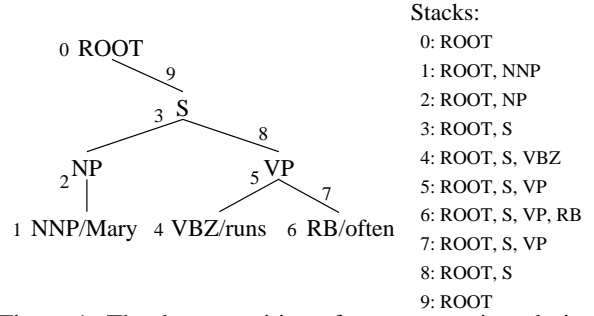 Stacks:
0 ROOT
0: ROOT
9
1: ROOT, NNP
2: ROOT, NP
3 S
3: ROOT, S
8
4: ROOT, S, VBZ
2 NP
5 VP
5: ROOT, S, VP
7
6: ROOT, S, VP, RB
1 NNP/Mary 4 VBZ/runs 6 RB/often
7: ROOT, S, VP
8: ROOT, S
9: ROOT